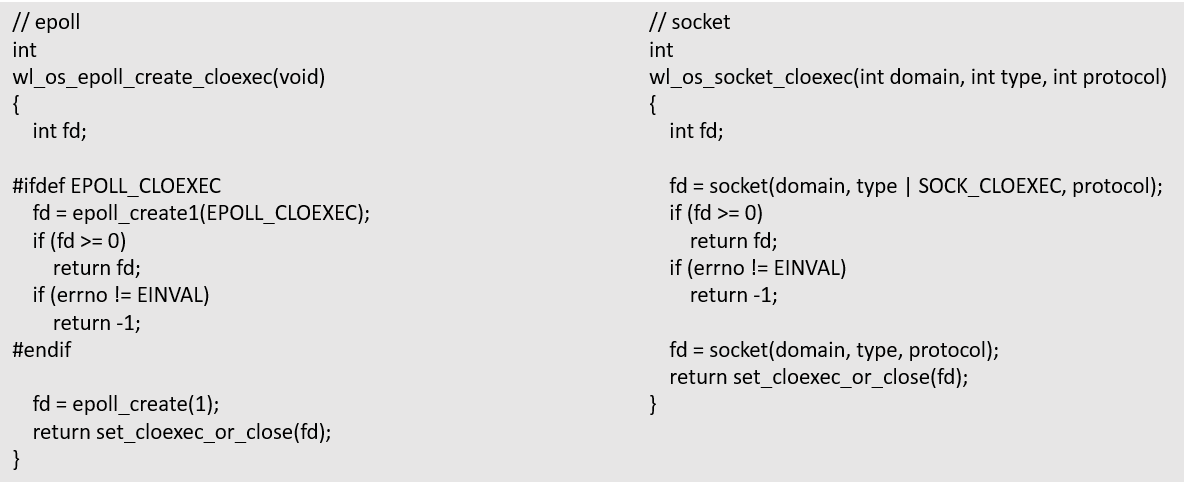 // epoll
int
wl_os_epoll_create_cloexec(void)
{
    int fd;

#ifdef EPOLL_CLOEXEC
    fd = epoll_create1(EPOLL_CLOEXEC);
    if (fd >= 0)
        return fd;
    if (errno != EINVAL)
        return -1;
#endif

    fd = epoll_create(1);
    return set_cloexec_or_close(fd);
}
// socket
int
wl_os_socket_cloexec(int domain, int type, int protocol)
{
    int fd;

    fd = socket(domain, type | SOCK_CLOEXEC, protocol);
    if (fd >= 0)
        return fd;
    if (errno != EINVAL)
        return -1;

    fd = socket(domain, type, protocol);
    return set_cloexec_or_close(fd);
}